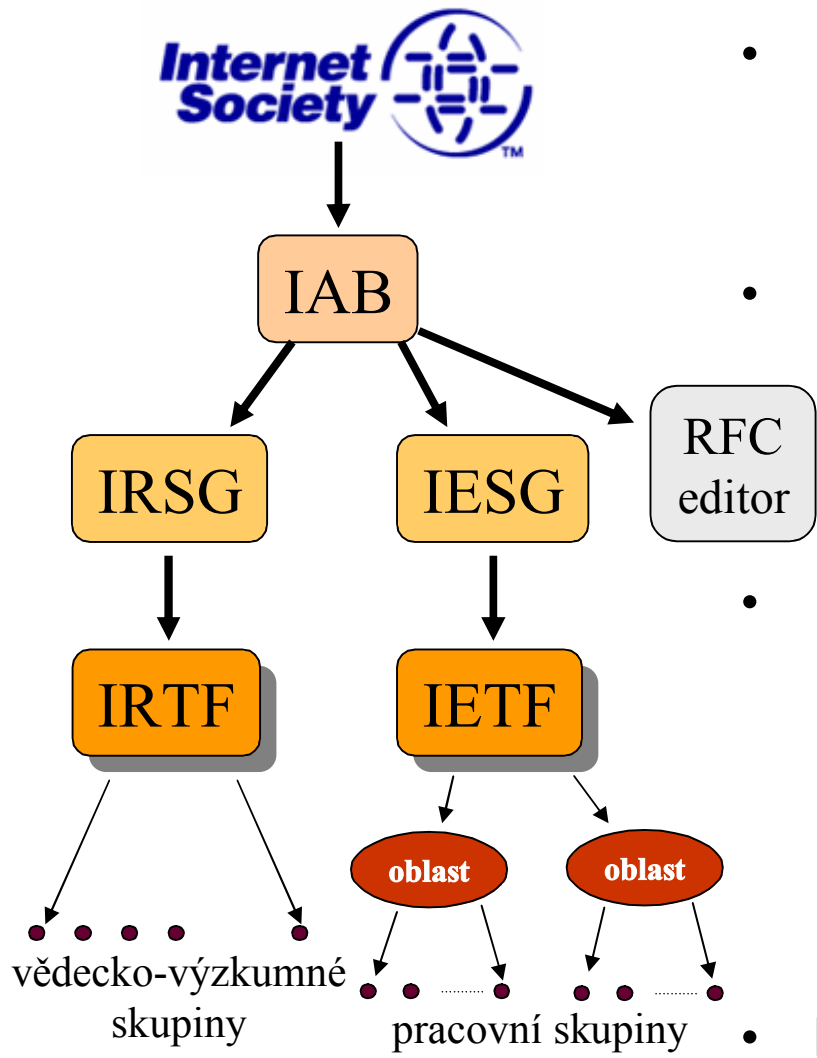 Internet
Society
TM
IAB
RFC
editor
IRSG
IESG
IRTF
IETF
oblast
oblast
vědecko-výzkumné
skupiny
pracovní skupiny